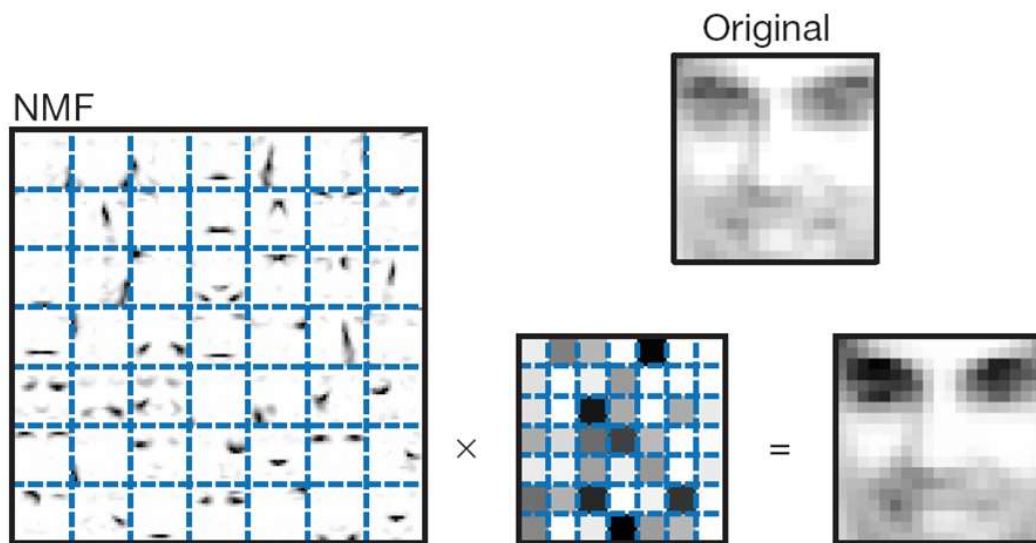 Original
NMF
×
=